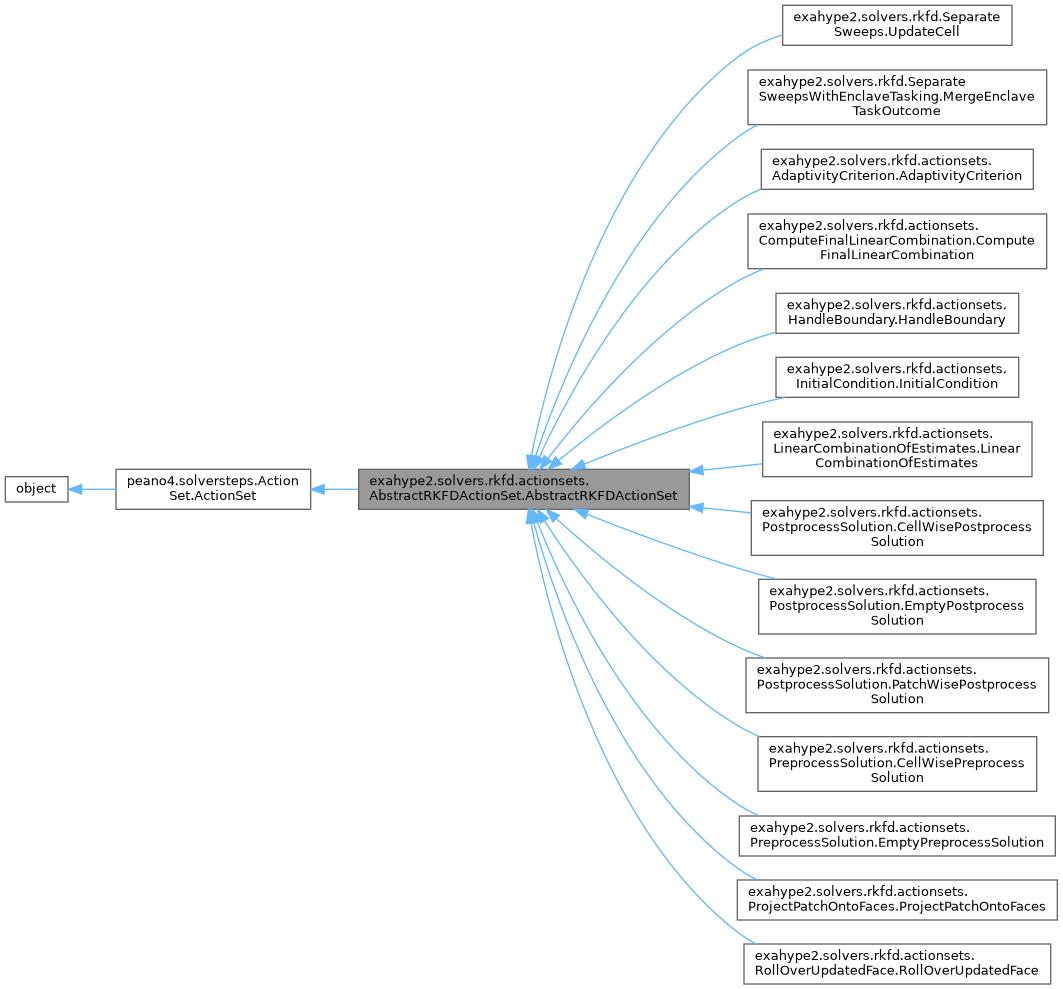 exahype2.solvers.rkfd.Separate
Sweeps.UpdateCell
exahype2.solvers.rkfd.Separate
SweepsWithEnclaveTasking.MergeEnclave
TaskOutcome
exahype2.solvers.rkfd.actionsets.
AdaptivityCriterion.AdaptivityCriterion
exahype2.solvers.rkfd.actionsets.
ComputeFinalLinearCombination.Compute
FinalLinearCombination
exahype2.solvers.rkfd.actionsets.
HandleBoundary.HandleBoundary
exahype2.solvers.rkfd.actionsets.
InitialCondition.InitialCondition
exahype2.solvers.rkfd.actionsets.
LinearCombinationOfEstimates.Linear
CombinationOfEstimates
object
peano4.solversteps.Action
Set.ActionSet
exahype2.solvers.rkfd.actionsets.
AbstractRKFDActionSet.AbstractRKFDActionSet
exahype2.solvers.rkfd.actionsets.
PostprocessSolution.CellWisePostprocess
Solution
exahype2.solvers.rkfd.actionsets.
PostprocessSolution.EmptyPostprocess
Solution
exahype2.solvers.rkfd.actionsets.
PostprocessSolution.PatchWisePostprocess
Solution
exahype2.solvers.rkfd.actionsets.
PreprocessSolution.CellWisePreprocess
Solution
exahype2.solvers.rkfd.actionsets.
PreprocessSolution.EmptyPreprocessSolution
exahype2.solvers.rkfd.actionsets.
ProjectPatchOntoFaces.ProjectPatchOntoFaces
exahype2.solvers.rkfd.actionsets.
RollOverUpdatedFace.RollOverUpdatedFace